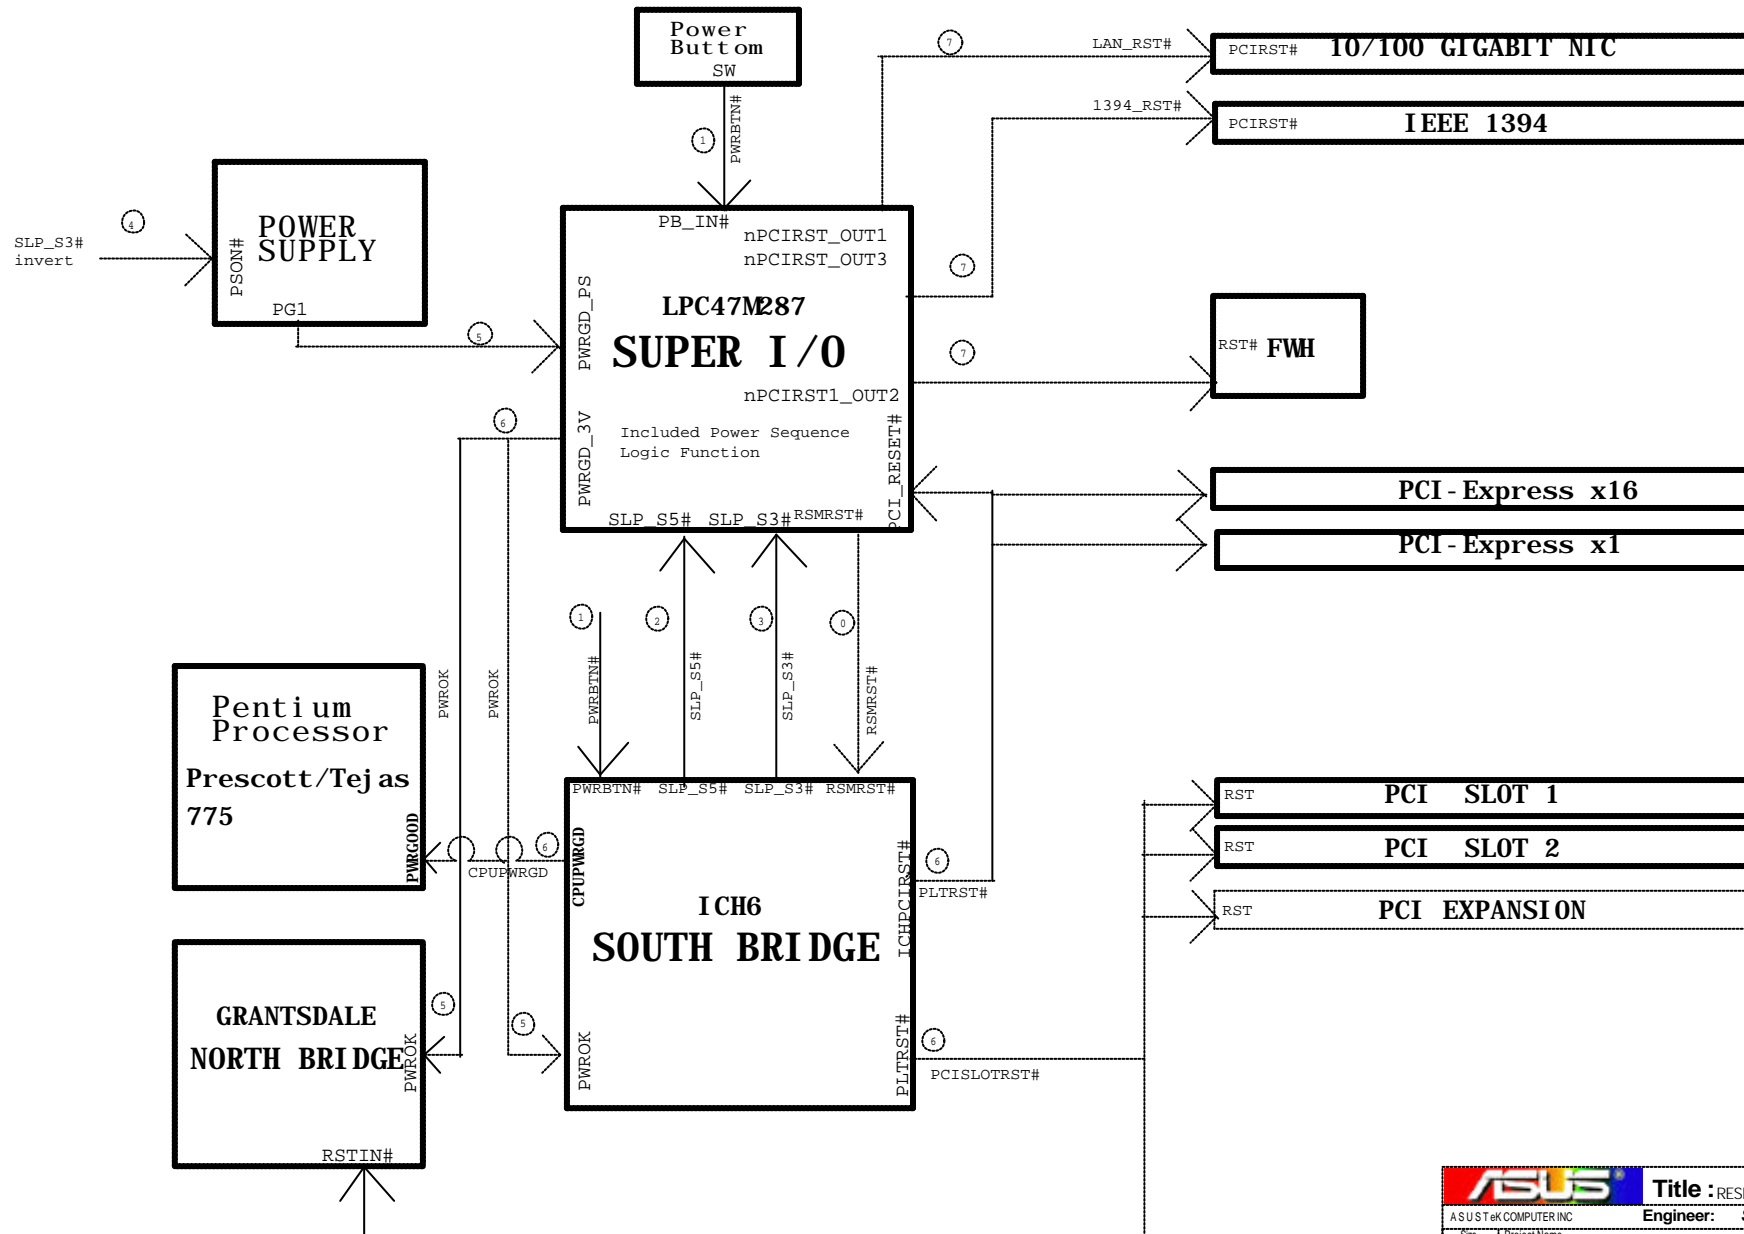 Power
Buttom
SW
PWRBTN#
1
7
LAN_RST#
PCIRST#
10/100 GIGABIT NIC
1394_RST#
PCIRST#
IEEE 1394
4
SLP_S3#
invert
PSON#
POWER
SUPPLY
PG1
5
PB_IN#
nPCIRST_OUT1
nPCIRST_OUT3
7
PWRGD_PS
LPC47M287
SUPER I/O
7
RST#
FWH
nPCIRST1_OUT2
6
PWRGD_3V
Included Power Sequence
Logic Function
PCI_RESET#
SLP_S5#
SLP_S3#
RSMRST#
PCI-Express x16
PCI-Express x1
1
2
3
0
PWROK
PWROK
PWRBTN#
SLP_S5#
SLP_S3#
RSMRST#
Pentium
Processor
Prescott/Tejas
775
PWRGOOD
CPUPWRGD
6
PWRBTN#
SLP_S5#
SLP_S3#
RSMRST#
CPUPWRGD
ICHPCIRST#
6
PLTRST#
ICH6
SOUTH BRIDGE
RST
PCI SLOT 1
RST
PCI SLOT 2
RST
PCI EXPANSION
GRANTSDALE
NORTH BRIDGE
PWROK
5
5
PWROK
PLTRST#
6
PCISLOTRST#
RSTIN#
ASUS®
Title :
ASUSTeK COMPUTER INC
Engineer: